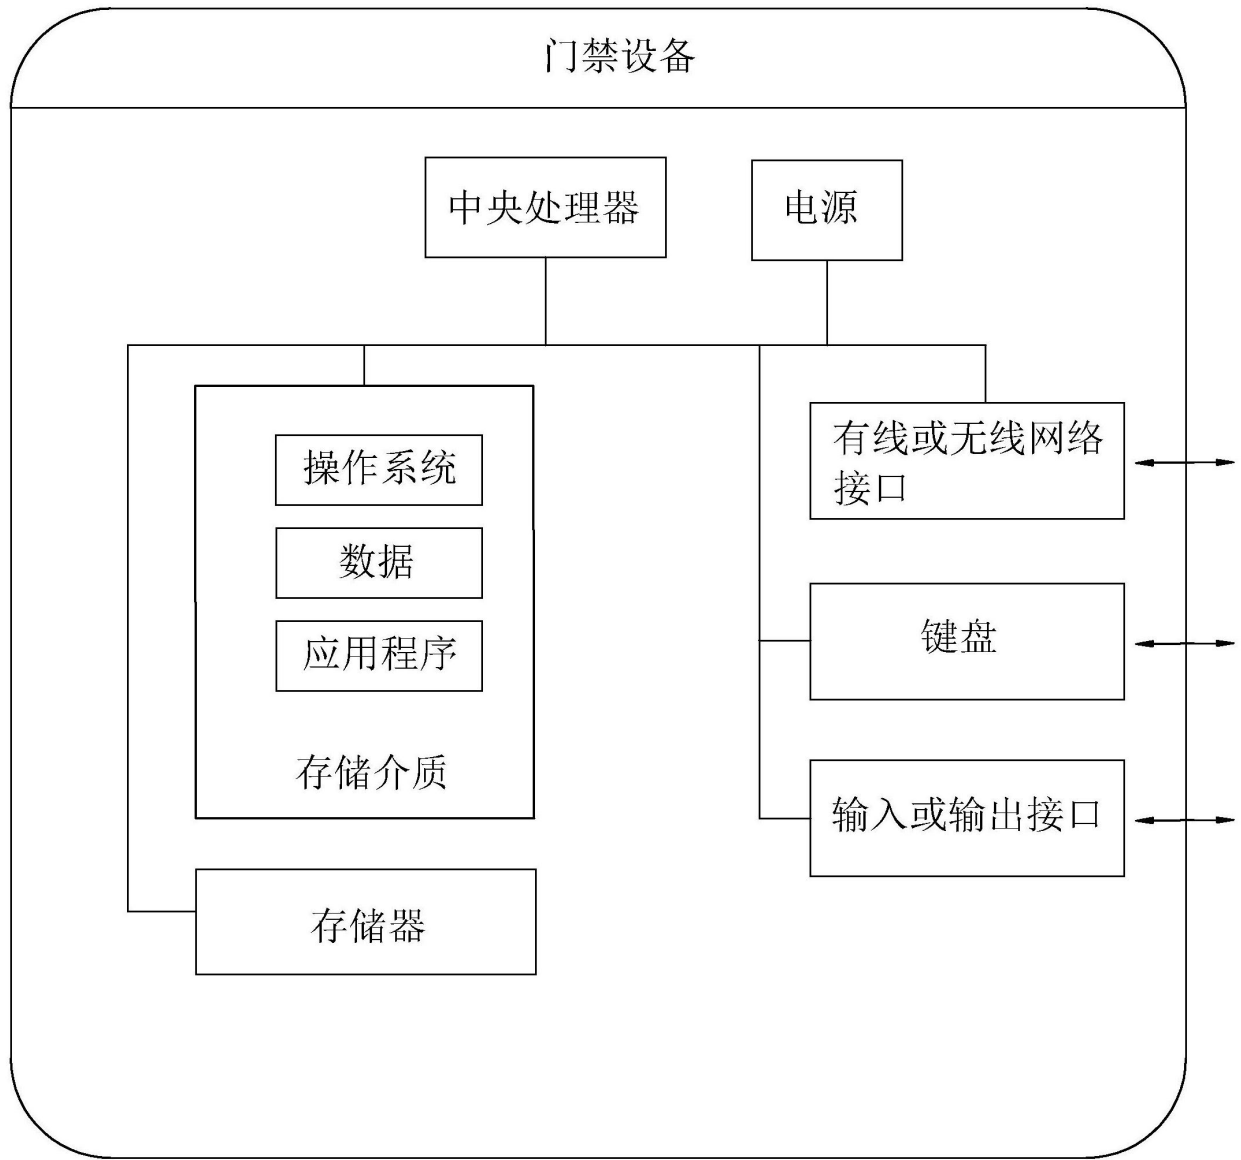 门禁设备
中央处理器
电源
操作系统
数据
应用程序
存储介质
存储器
有线或无线网络
接口
键盘
输入或输出接口